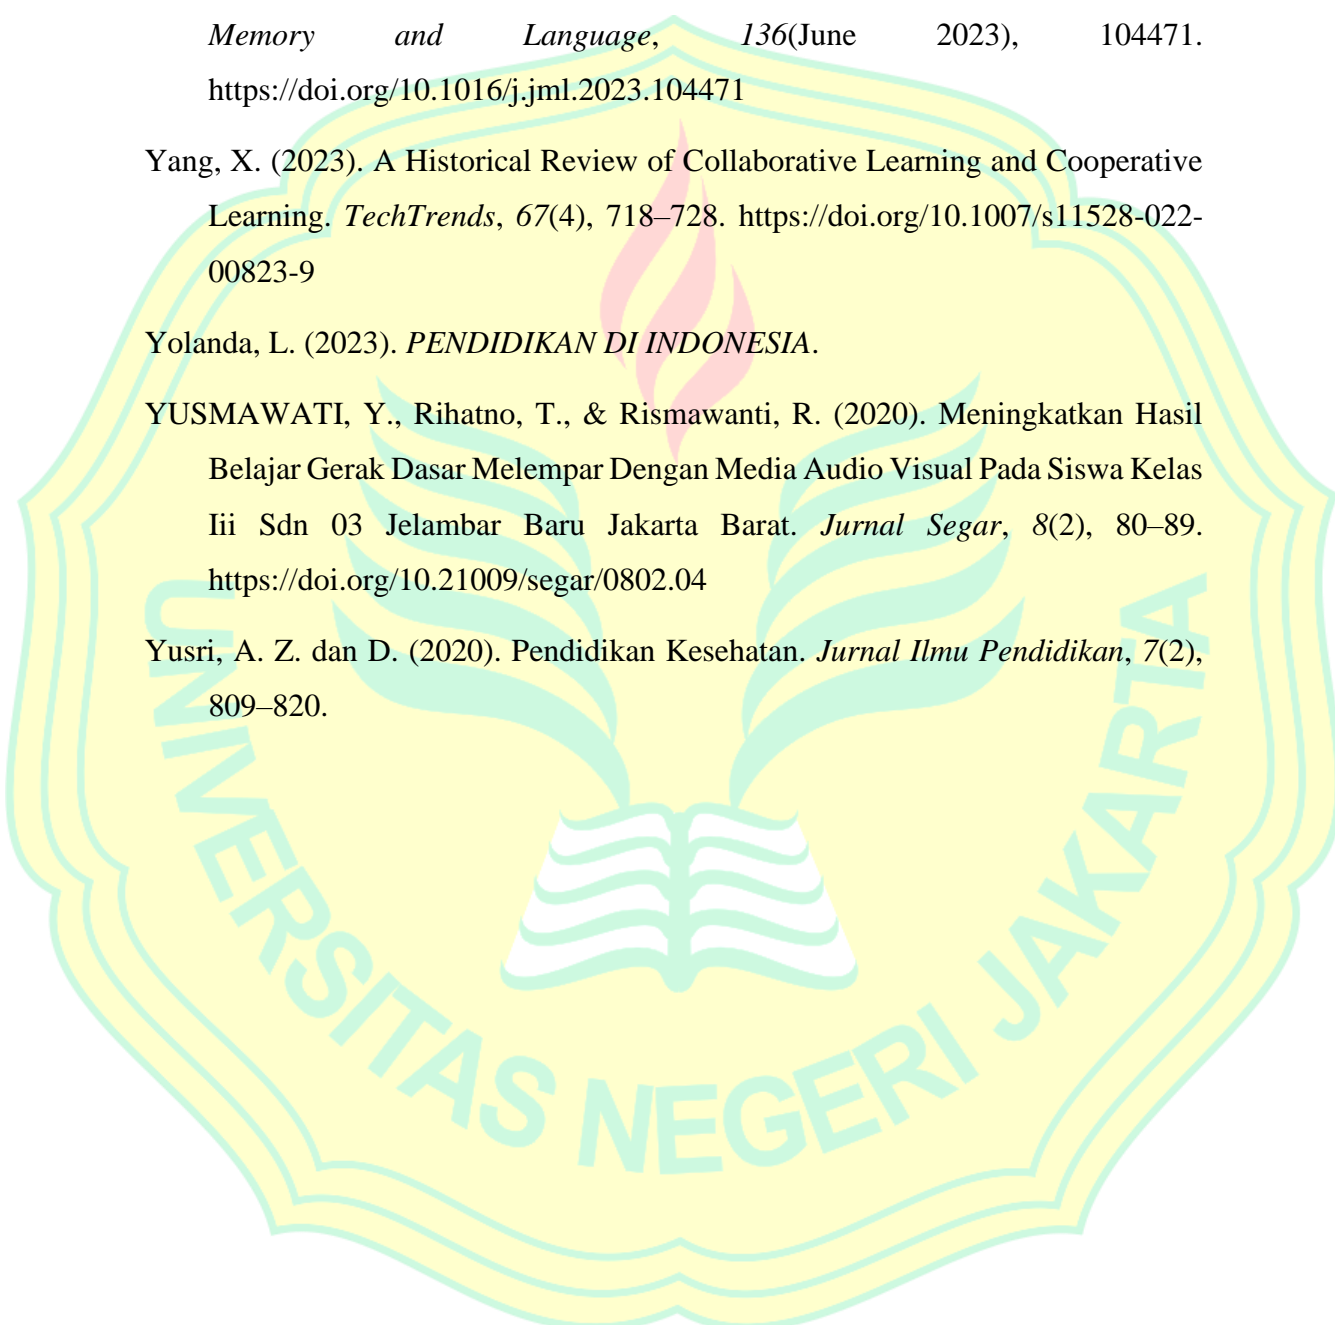 Memory and Language, 136(June 2023), 104471.
https://doi.org/10.1016/j.jml.2023.104471
Yang, X. (2023). A Historical Review of Collaborative Learning and Cooperative
Learning. TechTrends, 67(4), 718–728. https://doi.org/10.1007/s11528-022-
00823-9
Yolanda, L. (2023). PENDIDIKAN DI INDONESIA.
YUSMAWATI, Y., Rihatno, T., & Rismawanti, R. (2020). Meningkatkan Hasil
Belajar Gerak Dasar Melempar Dengan Media Audio Visual Pada Siswa Kelas
Iii Sdn 03 Jelambar Baru Jakarta Barat. Jurnal Segar, 8(2), 80–89.
https://doi.org/10.21009/segar/0802.04
Yusri, A. Z. dan D. (2020). Pendidikan Kesehatan. Jurnal Ilmu Pendidikan, 7(2),
809–820.
UNIVERSITAS NEGERI JAKARTA